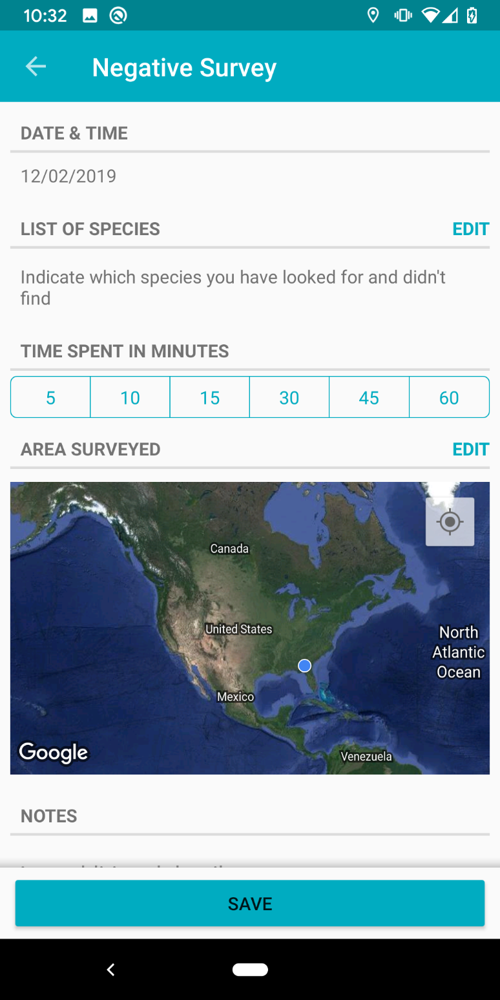 10:32
Negative Survey
DATE & TIME
12/02/2019
LIST OF SPECIES EDIT
Indicate which species you have looked for and didn't
find
TIME SPENT IN MINUTES
5 10 15 30 45 60
AREA SURVEYED EDIT
Canada
United States
North
Atlantic
Ocean
Mexico
Google
Venezuela
NOTES
SAVE